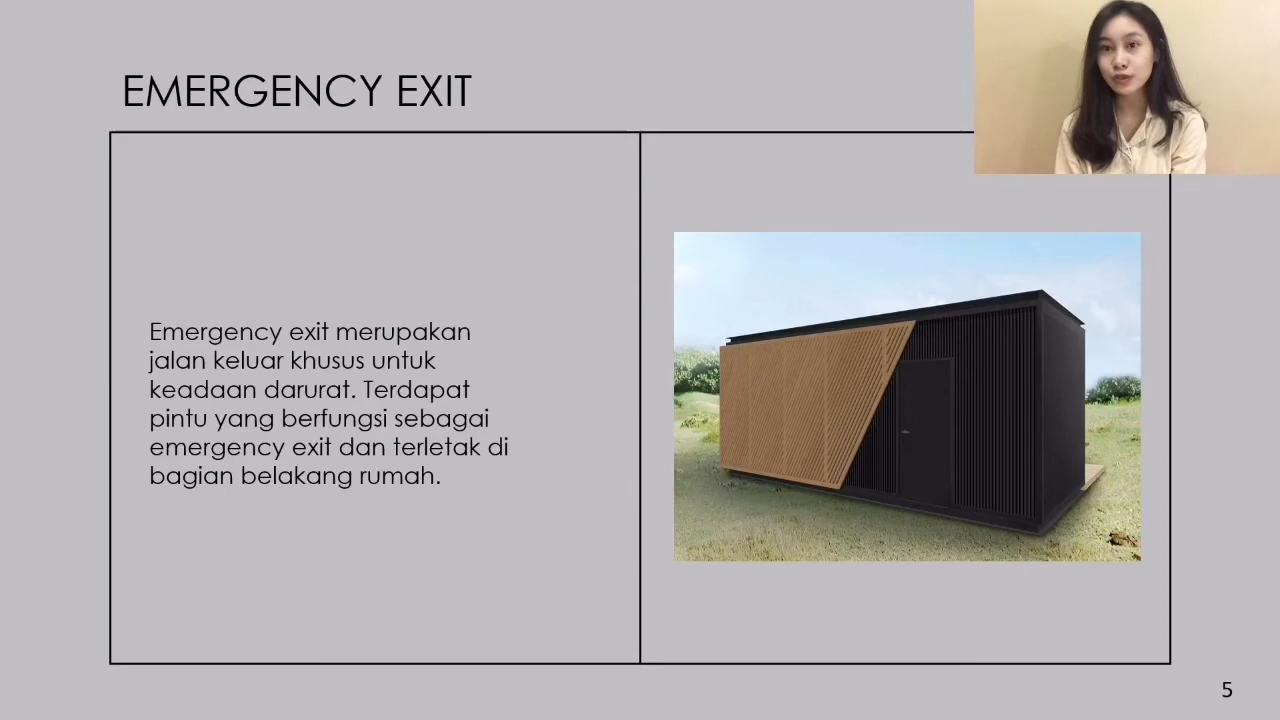 EMERGENCY EXIT
Emergency exit merupakan
jalan keluar khusus untuk
keadaan darurat. Terdapat
pintu yang berfungsi sebagai
emergency exit dan terletak di
bagian belakang rumah.
5